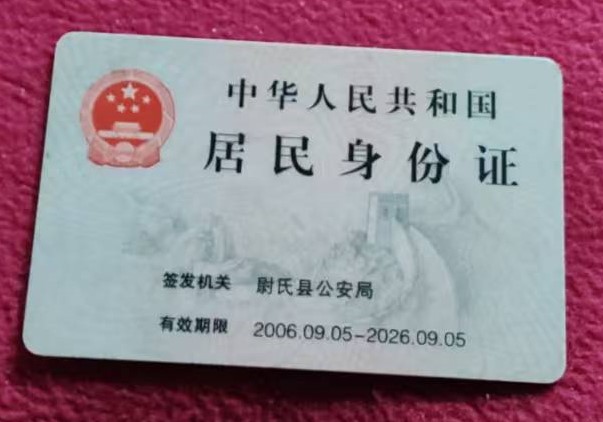 中华人民共和国
居民身份证
签发机关 尉氏县公安局
有效期限 2006.09.05-2026.09.05